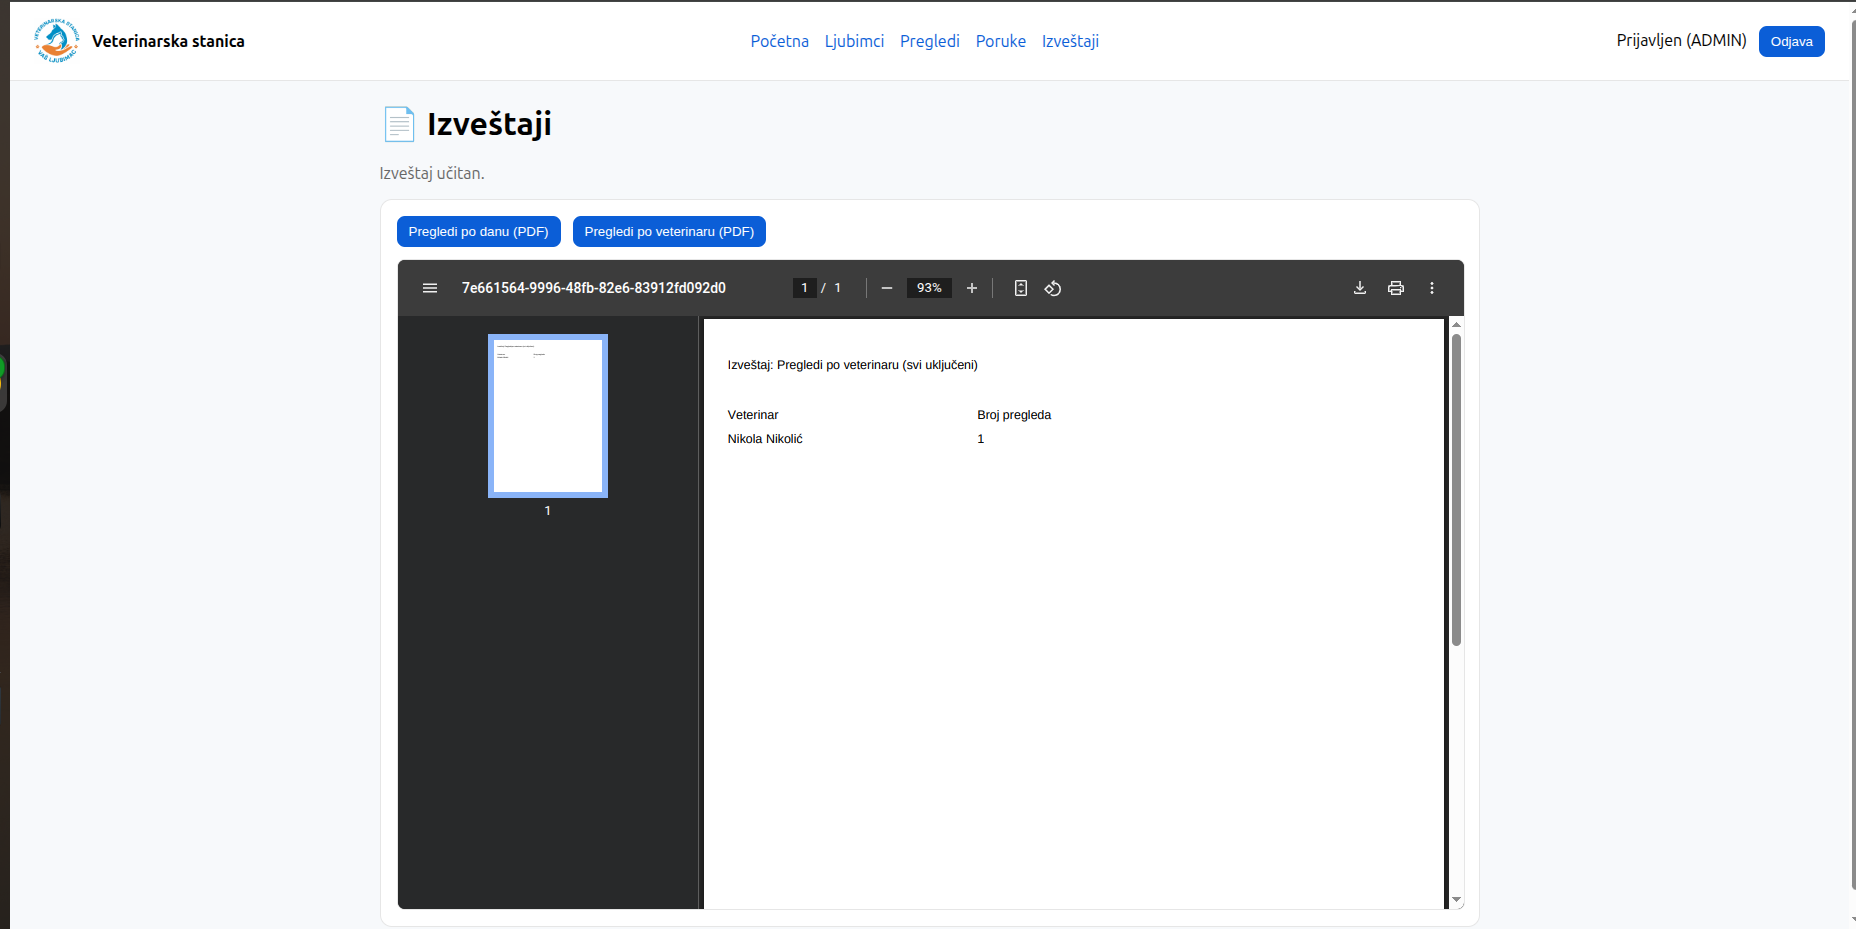 VETERINARSKA STANICA
VAŠ LJUBIMAC
Veterinarska stanica
Početna Ljubimci Pregledi Poruke Izveštaji
Prijavljen (ADMIN) Odjava
Izveštaji
Izveštaj učitan.
Pregledi po danu (PDF) Pregledi po veterinaru (PDF)
7e661564-9996-48fb-82e6-83912fd092d0 1 / 1 93%
Izveštaj: Pregledi po veterinaru (svi uključeni)
Veterinar Broj pregleda
Nikola Nikolić 1
1